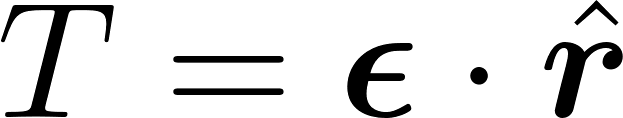 T = ϵ · r̂